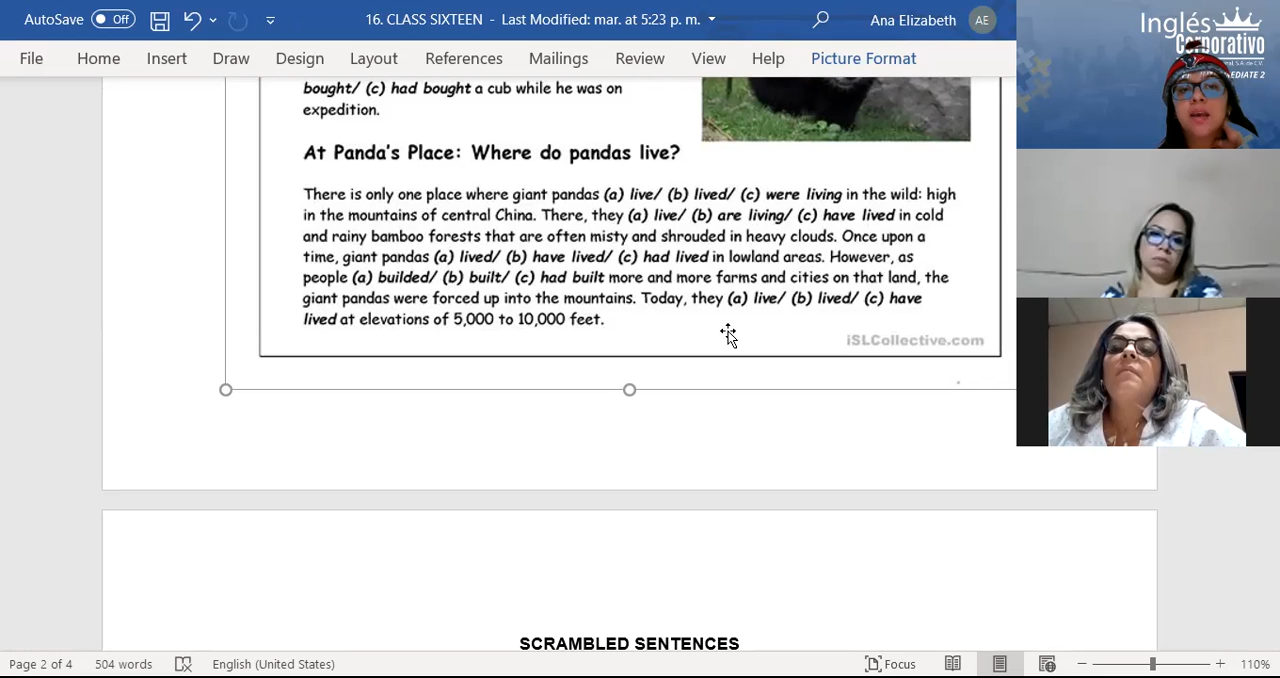 AutoSave Off 16. CLASS SIXTEEN - Last Modified: mar. at 5:23 p. m. Ana Elizabeth AE
File Home Insert Draw Design Layout References Mailings Review View Help Picture Format
Inglés
Corporativo
bought/ (c) had bought a cub while he was on
expedition.
At Panda's Place: Where do pandas live?
There is only one place where giant pandas (a) live/ (b) lived/ (c) were living in the wild: high
in the mountains of central China. There, they (a) live/ (b) are living/ (c) have lived in cold
and rainy bamboo forests that are often misty and shrouded in heavy clouds. Once upon a
time, giant pandas (a) lived/ (b) have lived/ (c) had lived in lowland areas. However, as
people (a) builded/ (b) built/ (c) had built more and more farms and cities on that land, the
giant pandas were forced up into the mountains. Today, they (a) live/ (b) lived/ (c) have
lived at elevations of 5,000 to 10,000 feet.
iSLCollective.com
SCRAMBLED SENTENCES
Page 2 of 4 504 words English (United States) Focus 110%